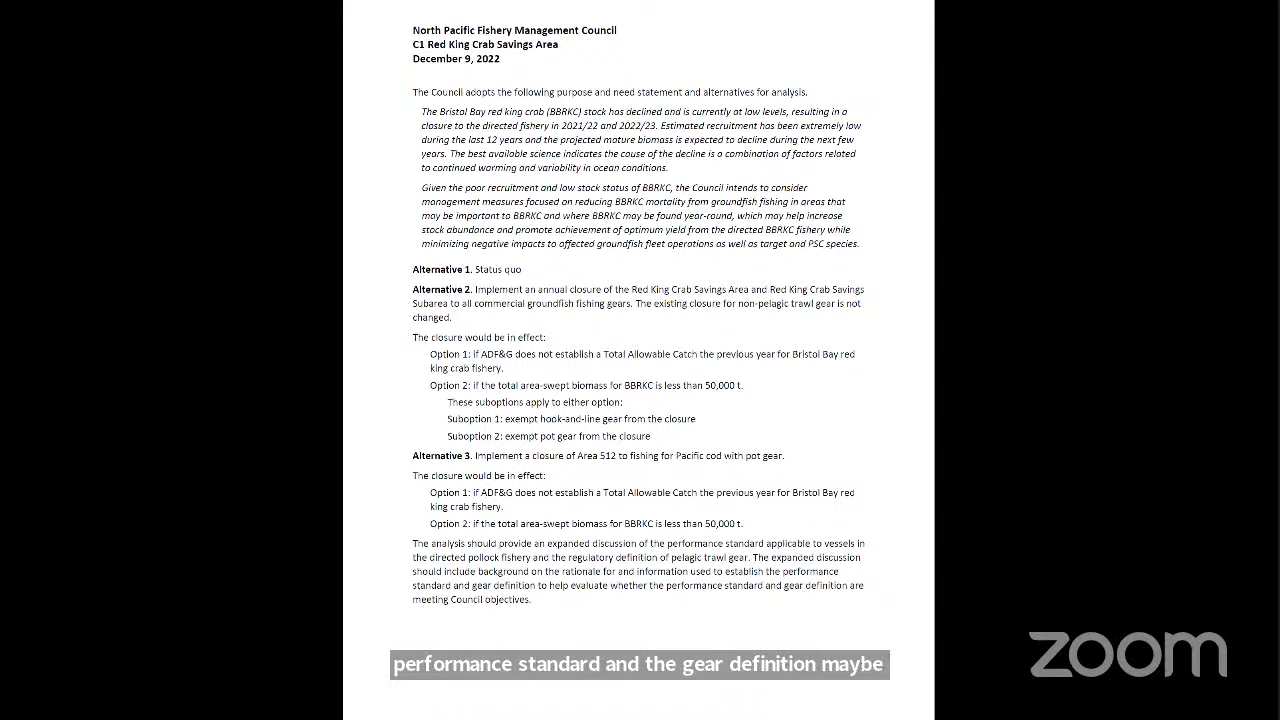 North Pacific Fishery Management Council
C1 Red King Crab Savings Area
December 9, 2022
The Council adopts the following purpose and need statement and alternatives for analysis.
The Bristol Bay red king crab (BBRKC) stock has declined and is currently at low levels, resulting in a
closure to the directed fishery in 2021/22 and 2022/23. Estimated recruitment has been extremely low
during the last 12 years and the projected mature biomass is expected to decline during the next few
years. The best available science indicates the cause of the decline is a combination of factors related
to continued warming and variability in ocean conditions.
Given the poor recruitment and low stock status of BBRKC, the Council intends to consider
management measures focused on reducing BBRKC mortality from groundfish fishing in areas that
may be important to BBRKC and where BBRKC may be found year-round, which may help increase
stock abundance and promote achievement of optimum yield from the directed BBRKC fishery while
minimizing negative impacts to affected groundfish fleet operations as well as target and PSC species.
Alternative 1. Status quo
Alternative 2. Implement an annual closure of the Red King Crab Savings Area and Red King Crab Savings
Subarea to all commercial groundfish fishing gears. The existing closure for non-pelagic trawl gear is not
changed.
The closure would be in effect:
Option 1: if ADF&G does not establish a Total Allowable Catch the previous year for Bristol Bay red
king crab fishery.
Option 2: if the total area-swept biomass for BBRKC is less than 50,000 t.
These suboptions apply to either option:
Suboption 1: exempt hook-and-line gear from the closure
Suboption 2: exempt pot gear from the closure
Alternative 3. Implement a closure of Area 512 to fishing for Pacific cod with pot gear.
The closure would be in effect:
Option 1: if ADF&G does not establish a Total Allowable Catch the previous year for Bristol Bay red
king crab fishery.
Option 2: if the total area-swept biomass for BBRKC is less than 50,000 t.
The analysis should provide an expanded discussion of the performance standard applicable to vessels in
the directed pollock fishery and the regulatory definition of pelagic trawl gear. The expanded discussion
should include background on the rationale for and information used to establish the performance
standard and gear definition to help evaluate whether the performance standard and gear definition are
meeting Council objectives.
performance standard and the gear definition maybe
zoom